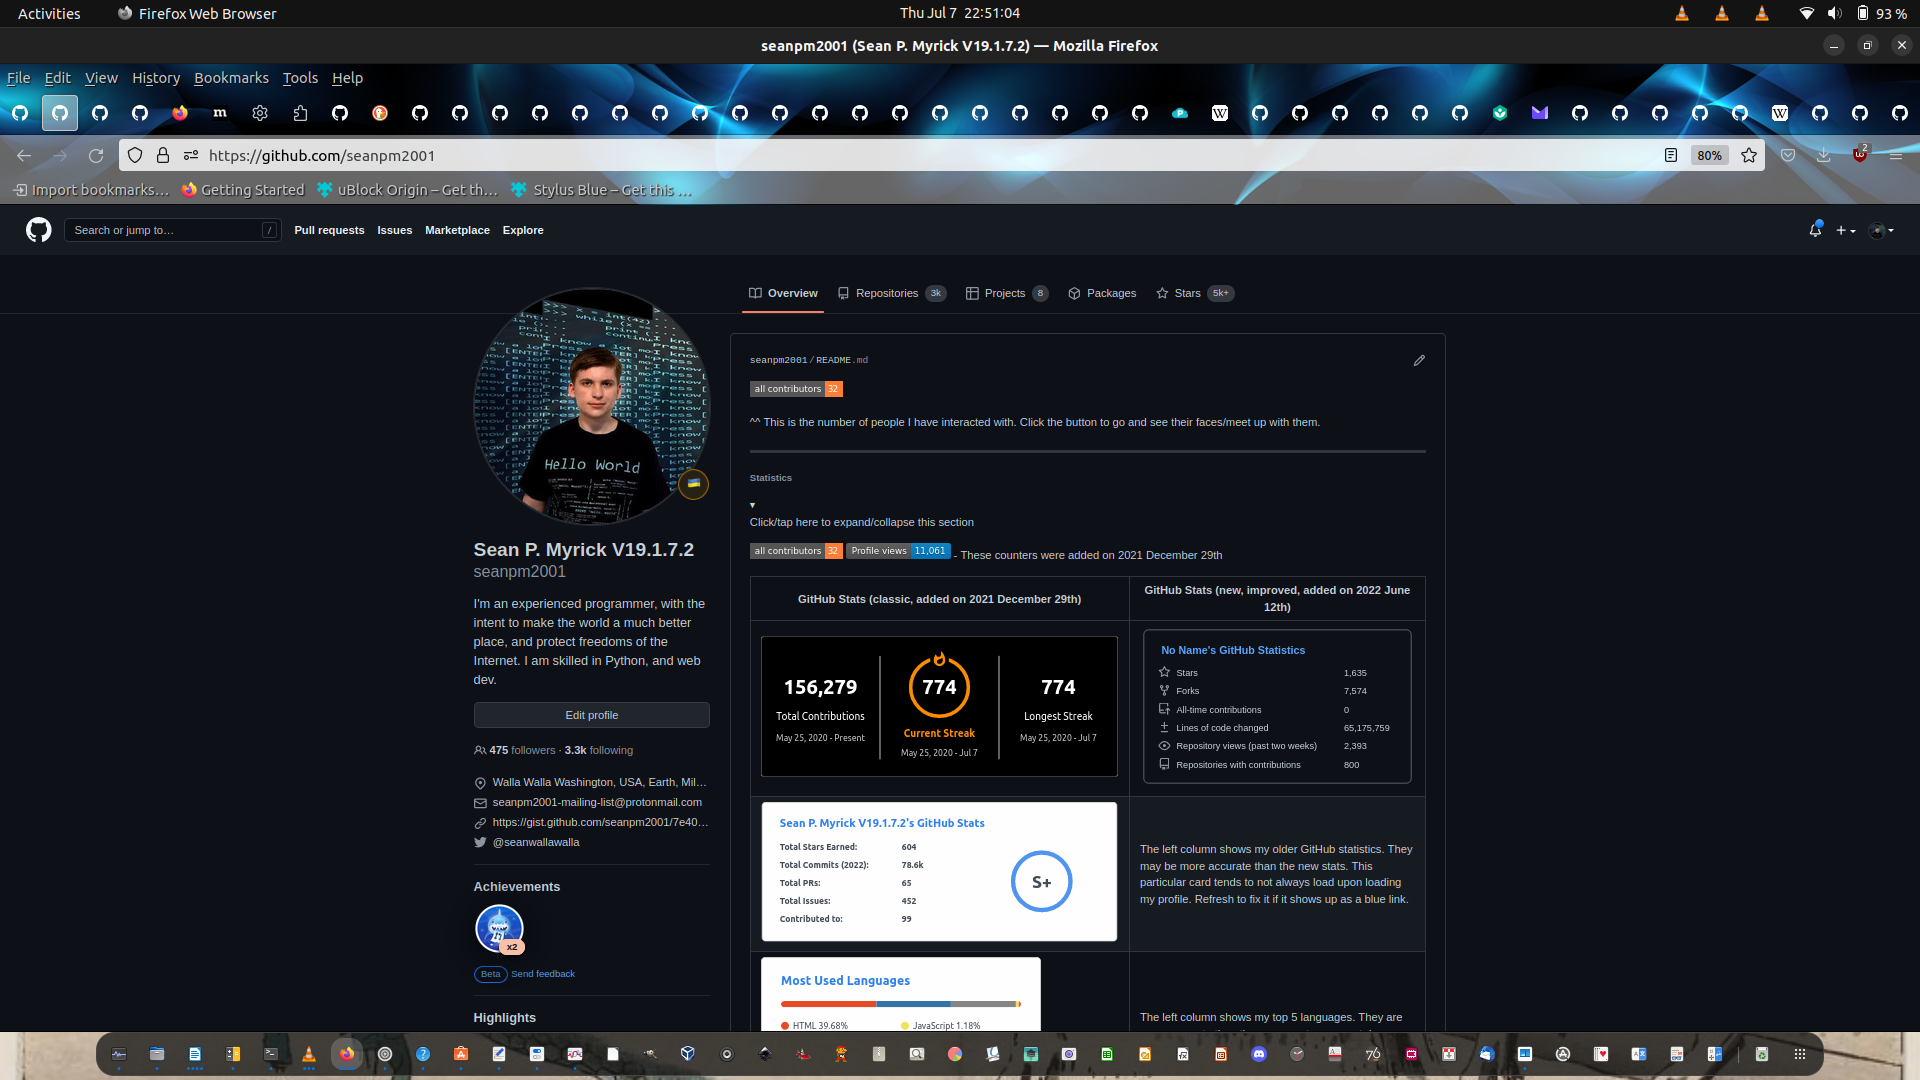 Activities
Firefox Web Browser
Thu Jul 7 22:51:04
93 %
seanpm2001 (Sean P. Myrick V19.1.7.2) — Mozilla Firefox
File Edit View History Bookmarks Tools Help
https://github.com/seanpm2001
80%
2
Import bookmarks…
Getting Started
uBlock Origin – Get th…
Stylus Blue – Get this …
Search or jump to…
/
Pull requests Issues Marketplace Explore
Overview
Repositories 3k
Projects 8
Packages
Stars 5k+
Hello World
Sean P. Myrick V19.1.7.2
seanpm2001
I'm an experienced programmer, with the
intent to make the world a much better
place, and protect freedoms of the
Internet. I am skilled in Python, and web
dev.
Edit profile
475 followers · 3.3k following
Walla Walla Washington, USA, Earth, Mil…
seanpm2001-mailing-list@protonmail.com
https://gist.github.com/seanpm2001/7e40…
@seanwallawalla
Achievements
x2
Beta Send feedback
Highlights
seanpm2001/README.md
all contributors 32
^^ This is the number of people I have interacted with. Click the button to go and see their faces/meet up with them.
Statistics
Click/tap here to expand/collapse this section
all contributors 32 Profile views 11,061 - These counters were added on 2021 December 29th
GitHub Stats (classic, added on 2021 December 29th)
GitHub Stats (new, improved, added on 2022 June
12th)
156,279
Total Contributions
May 25, 2020 - Present
774
Current Streak
May 25, 2020 - Jul 7
774
Longest Streak
May 25, 2020 - Jul 7
No Name's GitHub Statistics
Stars 1,635
Forks 7,574
All-time contributions 0
Lines of code changed 65,175,759
Repository views (past two weeks) 2,393
Repositories with contributions 800
Sean P. Myrick V19.1.7.2's GitHub Stats
Total Stars Earned: 604
Total Commits (2022): 78.6k
Total PRs: 65
Total Issues: 452
Contributed to: 99
S+
The left column shows my older GitHub statistics. They
may be more accurate than the new stats. This
particular card tends to not always load upon loading
my profile. Refresh to fix it if it shows up as a blue link.
Most Used Languages
HTML 39.68%
JavaScript 1.18%
The left column shows my top 5 languages. They are